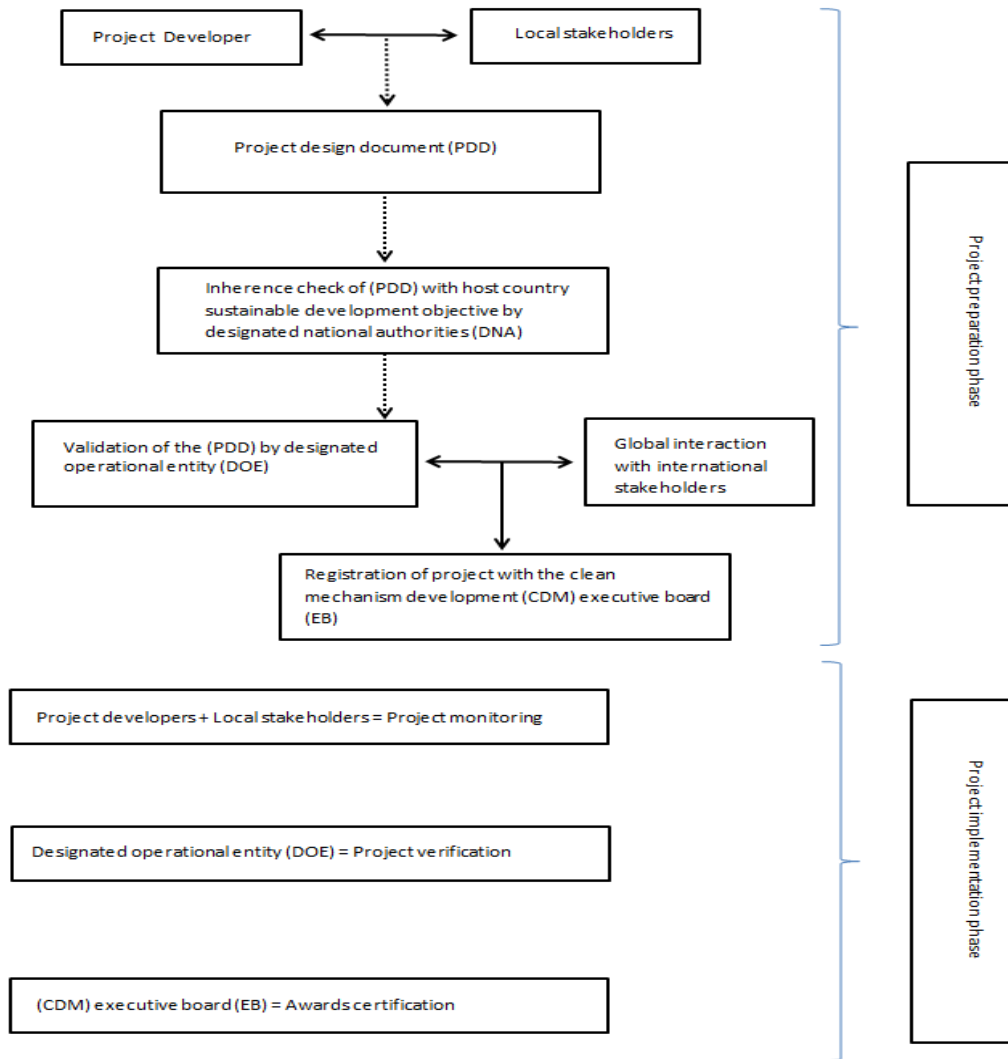 Project Developer
Local stakeholders
Project design document (PDD)
Inherence check of (PDD) with host country
sustainable development objective by
designated national authorities (DNA)
Validation of the (PDD) by designated
operational entity (DOE)
Global interaction
with international
stakeholders
Registration of project with the clean
mechanism development (CDM) executive board
(EB)
Project preparation phase
Project developers + Local stakeholders = Project monitoring
Designated operational entity (DOE) = Project verification
(CDM) executive board (EB) = Awards certification
Project implementation phase